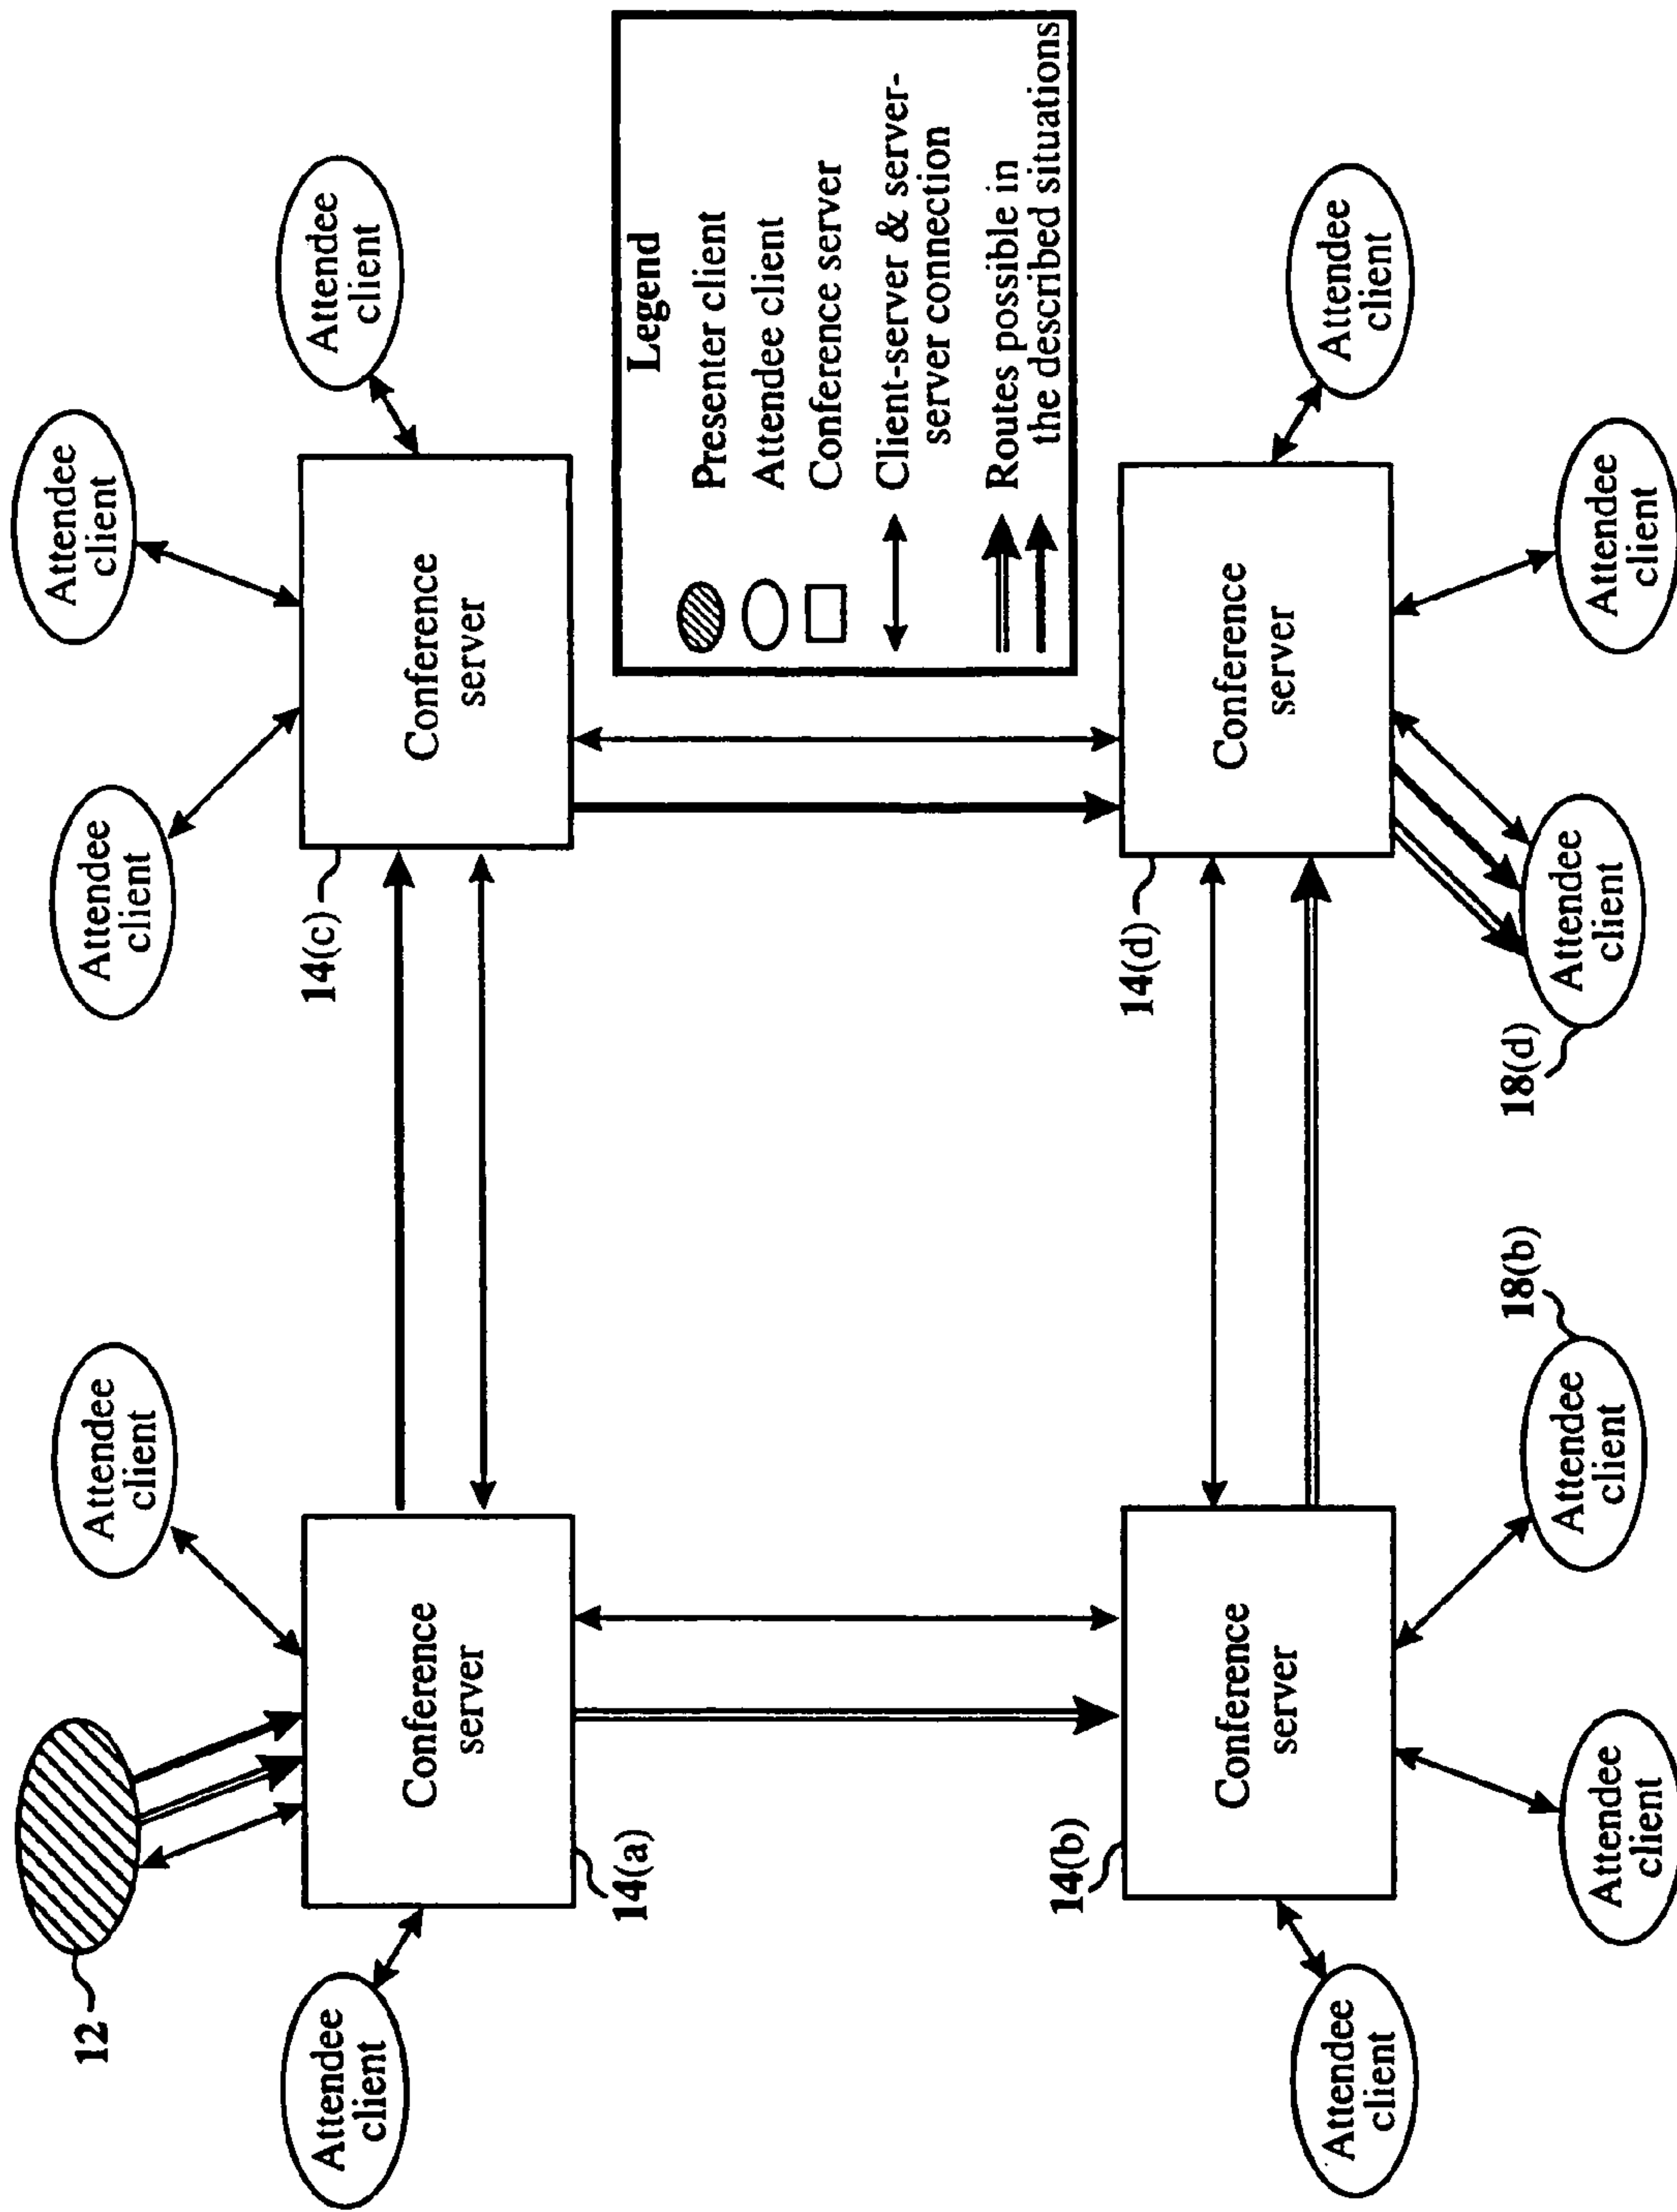 12
Attendee
client
Attendee
client
Attendee
client
Attendee
client
Attendee
client
14(c)
Conference
server
Conference
server
14(a)
Legend
Presenter client
Attendee client
Conference server
Client-server & server-
server connection
Routes possible in
the described situations
14(b)
14(d)
Conference
server
Conference
server
Attendee
client
Attendee
client
18(b)
18(d)
Attendee
client
Attendee
client
Attendee
client
Attendee
client